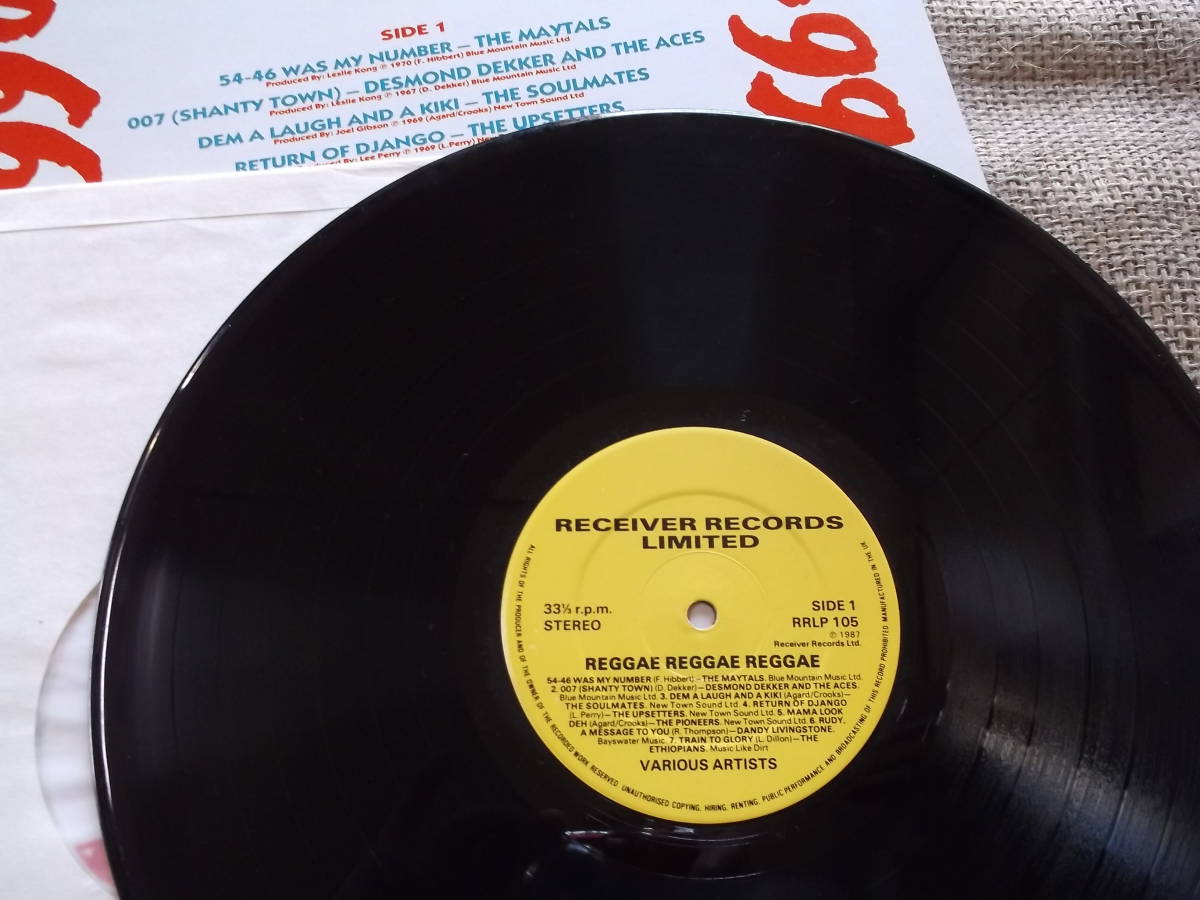 SIDE 1
54-46 WAS MY NUMBER – THE MAYTALS
Produced By: Leslie Kong ℗ 1970 (F. Hibbert) Blue Mountain Music Ltd
007 (SHANTY TOWN) – DESMOND DEKKER AND THE ACES
Produced By: Leslie Kong ℗ 1967 (D. Dekker) Blue Mountain Music Ltd
DEM A LAUGH AND A KIKI – THE SOULMATES
Produced By: Joel Gibson ℗ 1969 (Agard/Crooks) New Town Sound Ltd
RETURN OF DJANGO – THE UPSETTERS
By: Lee Perry ℗ 1969 (L. Perry)
RECEIVER RECORDS
LIMITED
33⅓ r.p.m.
STEREO
SIDE 1
RRLP 105
℗ 1987
Receiver Records Ltd.
REGGAE REGGAE REGGAE
54-46 WAS MY NUMBER (F. Hibbert) – THE MAYTALS. Blue Mountain Music Ltd.
2. 007 (SHANTY TOWN) (D. Dekker) – DESMOND DEKKER AND THE ACES.
Blue Mountain Music Ltd. 3. DEM A LAUGH AND A KIKI (Agard/Crooks) –
THE SOULMATES. New Town Sound Ltd. 4. RETURN OF DJANGO
(L. Perry) – THE UPSETTERS. New Town Sound Ltd. 5. MAMA LOOK
DEH (Agard/Crooks) – THE PIONEERS. New Town Sound Ltd. 6. RUDY,
A MESSAGE TO YOU (R. Thompson) – DANDY LIVINGSTONE.
Bayswater Music. 7. TRAIN TO GLORY (L. Dillon) – THE
ETHIOPIANS. Music Like Dirt
VARIOUS ARTISTS
ALL RIGHTS OF THE PRODUCER AND OF THE OWNER OF THE RECORDED WORK RESERVED. UNAUTHORISED COPYING, HIRING, RENTING, PUBLIC PERFORMANCE AND BROADCASTING OF THIS RECORD PROHIBITED. MANUFACTURED IN THE UK.